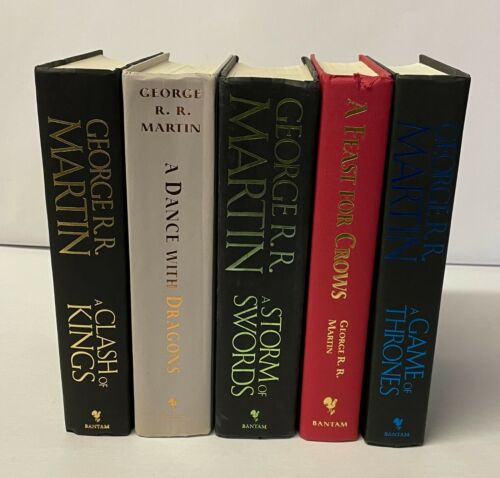 GEORGE R.R.
MARTIN
A CLASH OF
KINGS
BANTAM
GEORGE
R. R.
MARTIN
A DANCE WITH DRAGONS
GEORGE R.R.
MARTIN
A STORM OF
SWORDS
BANTAM
A FEAST FOR CROWS
GEORGE R. R.
MARTIN
BANTAM
GEORGE R.R.
MARTIN
A GAME OF
THRONES
BANTAM